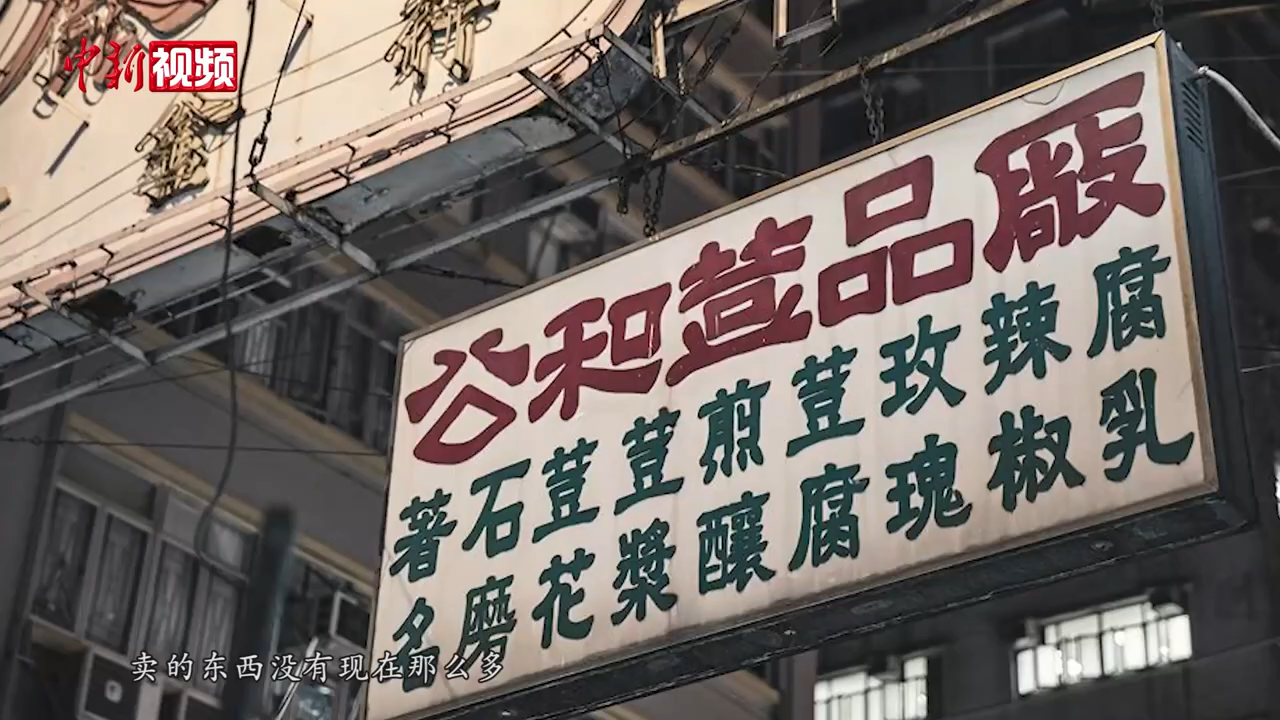 中新视频
公和荳品厰
著石荳荳煎荳玫辣腐
名磨花漿釀腐瑰椒乳
卖的东西没有现在那么多